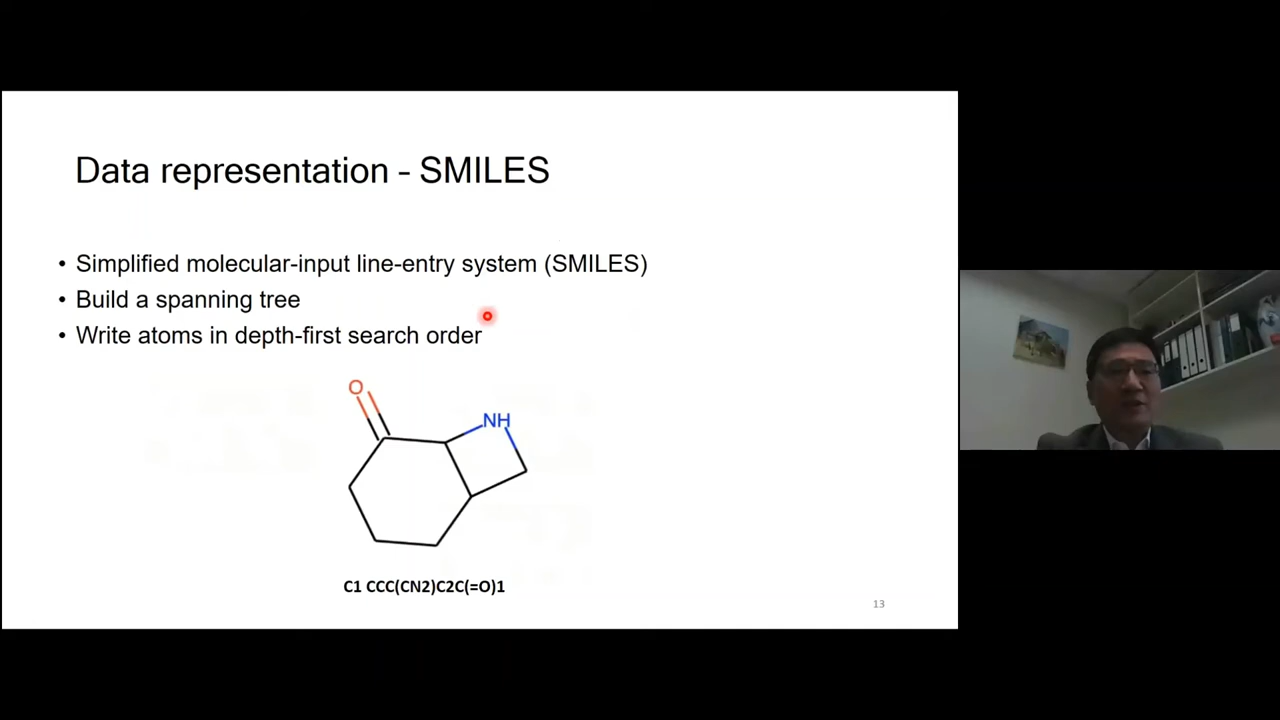 Data representation - SMILES
• Simplified molecular-input line-entry system (SMILES)
• Build a spanning tree
• Write atoms in depth-first search order
O
NH
C1 CCC(CN2)C2C(=O)1
13